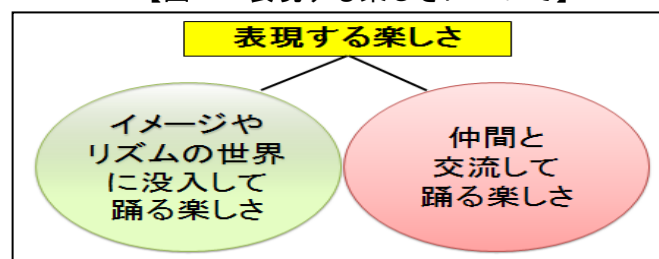 表現する楽しさ
イメージや
リズムの世界
に没入して
踊る楽しさ
仲間と
交流して
踊る楽しさ